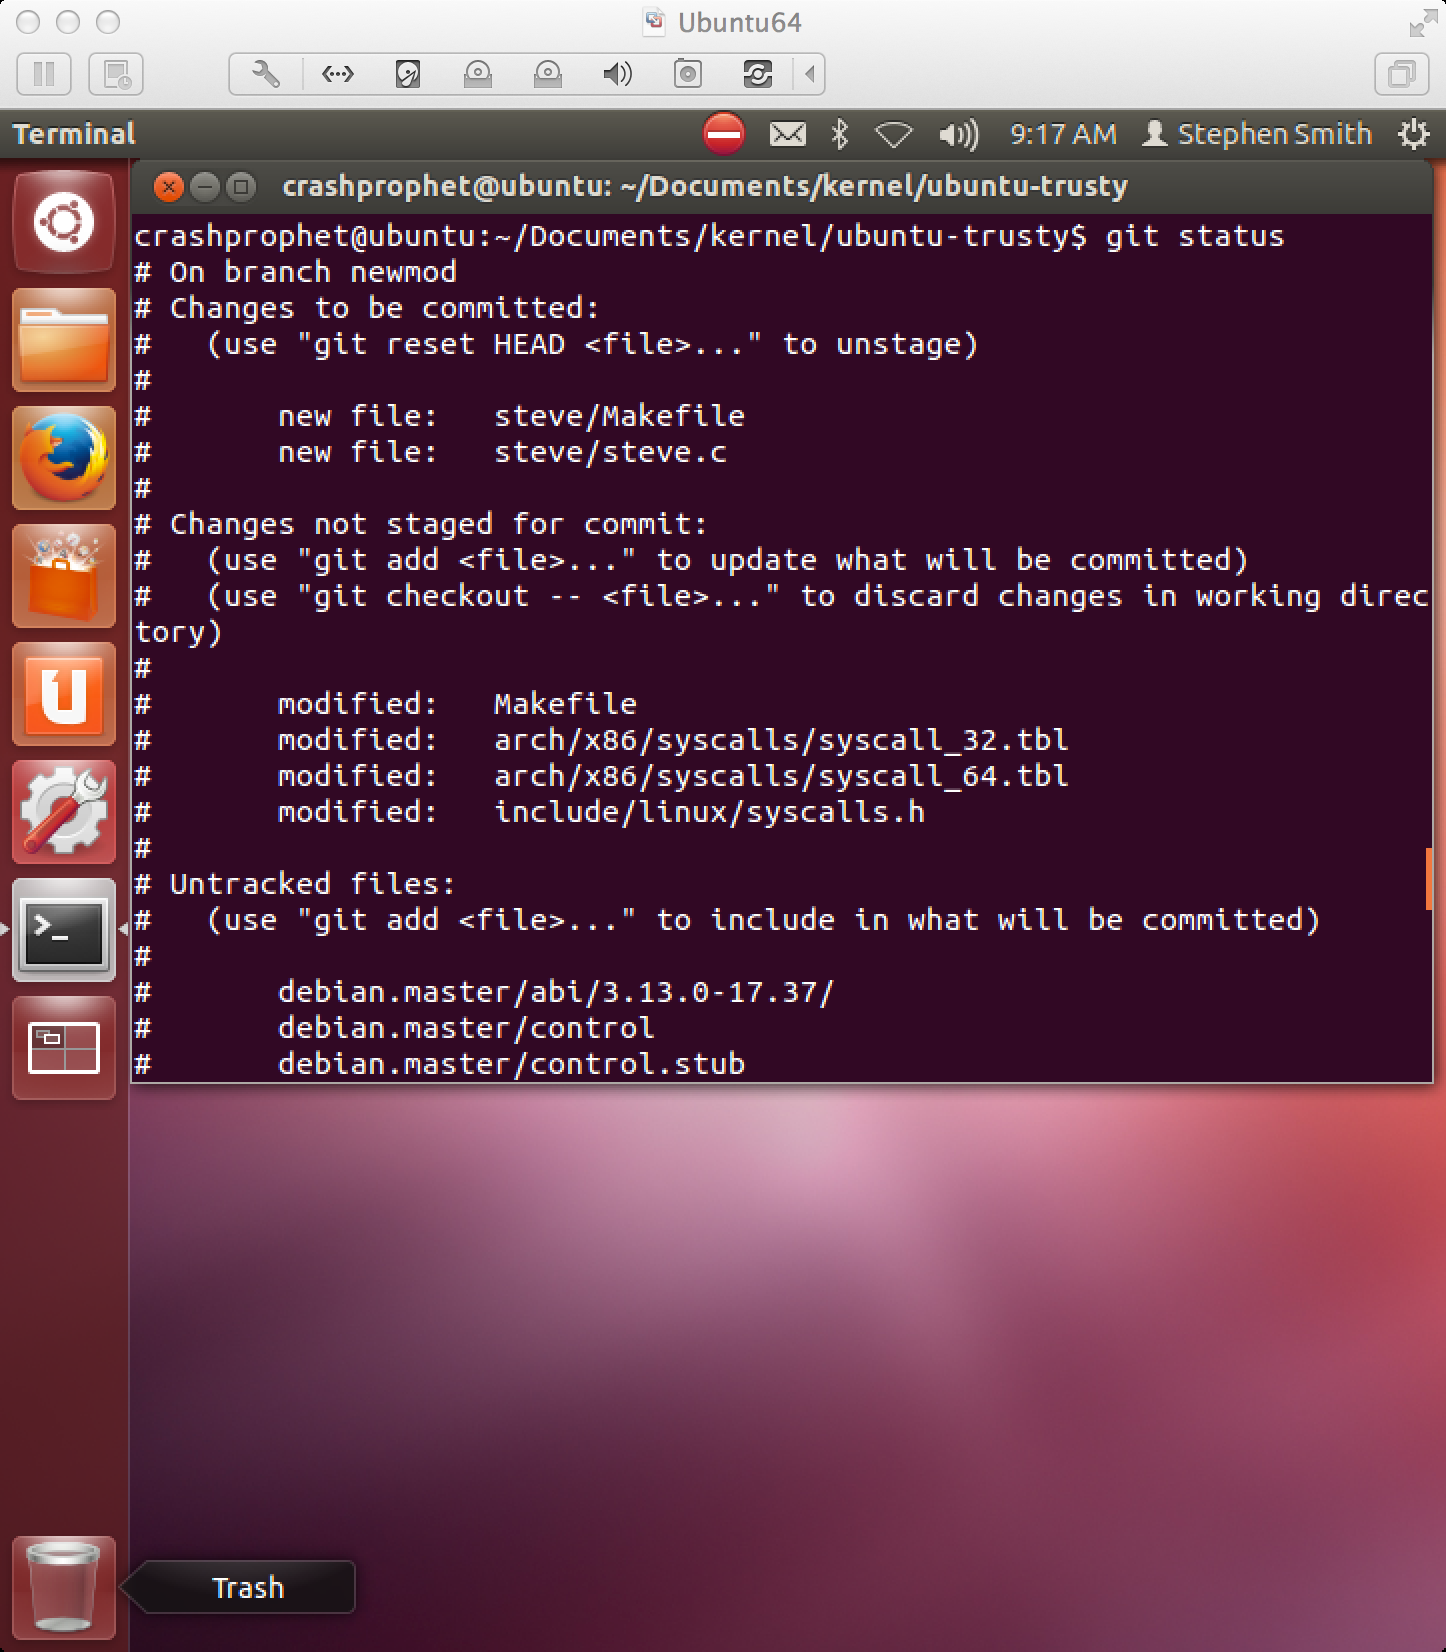 Ubuntu64
Terminal
9:17 AM
Stephen Smith
crashprophet@ubuntu: ~/Documents/kernel/ubuntu-trusty
crashprophet@ubuntu:~/Documents/kernel/ubuntu-trusty$ git status
# On branch newmod
# Changes to be committed:
#   (use "git reset HEAD <file>..." to unstage)
#
#       new file:   steve/Makefile
#       new file:   steve/steve.c
#
# Changes not staged for commit:
#   (use "git add <file>..." to update what will be committed)
#   (use "git checkout -- <file>..." to discard changes in working direc
tory)
#
#       modified:   Makefile
#       modified:   arch/x86/syscalls/syscall_32.tbl
#       modified:   arch/x86/syscalls/syscall_64.tbl
#       modified:   include/linux/syscalls.h
#
# Untracked files:
#   (use "git add <file>..." to include in what will be committed)
#
#       debian.master/abi/3.13.0-17.37/
#       debian.master/control
#       debian.master/control.stub
Trash